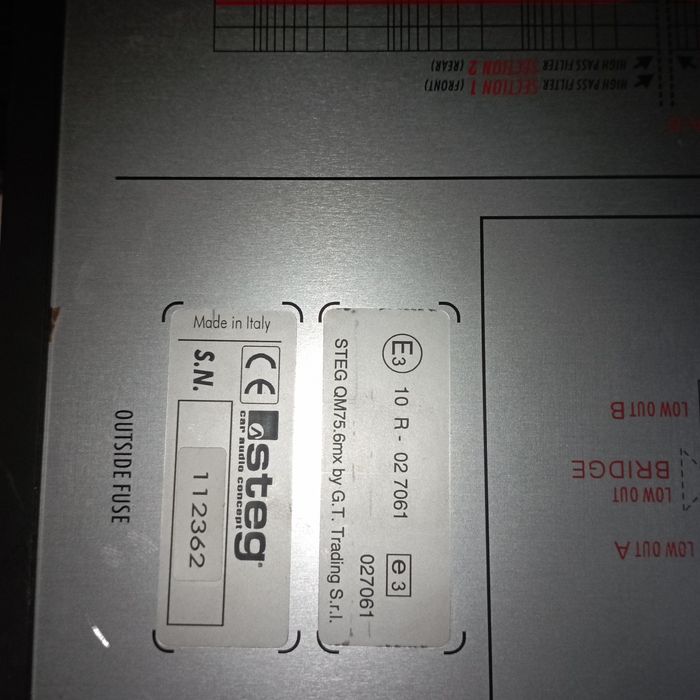 HIGH PASS FILTER SECTION 2 (REAR)
HIGH PASS FILTER SECTION 1 (FRONT)
Made in Italy
CE steg®
car audio concept
S.N. 112362
E3 10 R - 02 7061 e3
027061
STEG QM75.6mx by G.T. Trading S.r.l.
OUTSIDE FUSE
LOW OUT B
BRIDGE
LOW OUT
LOW OUT A